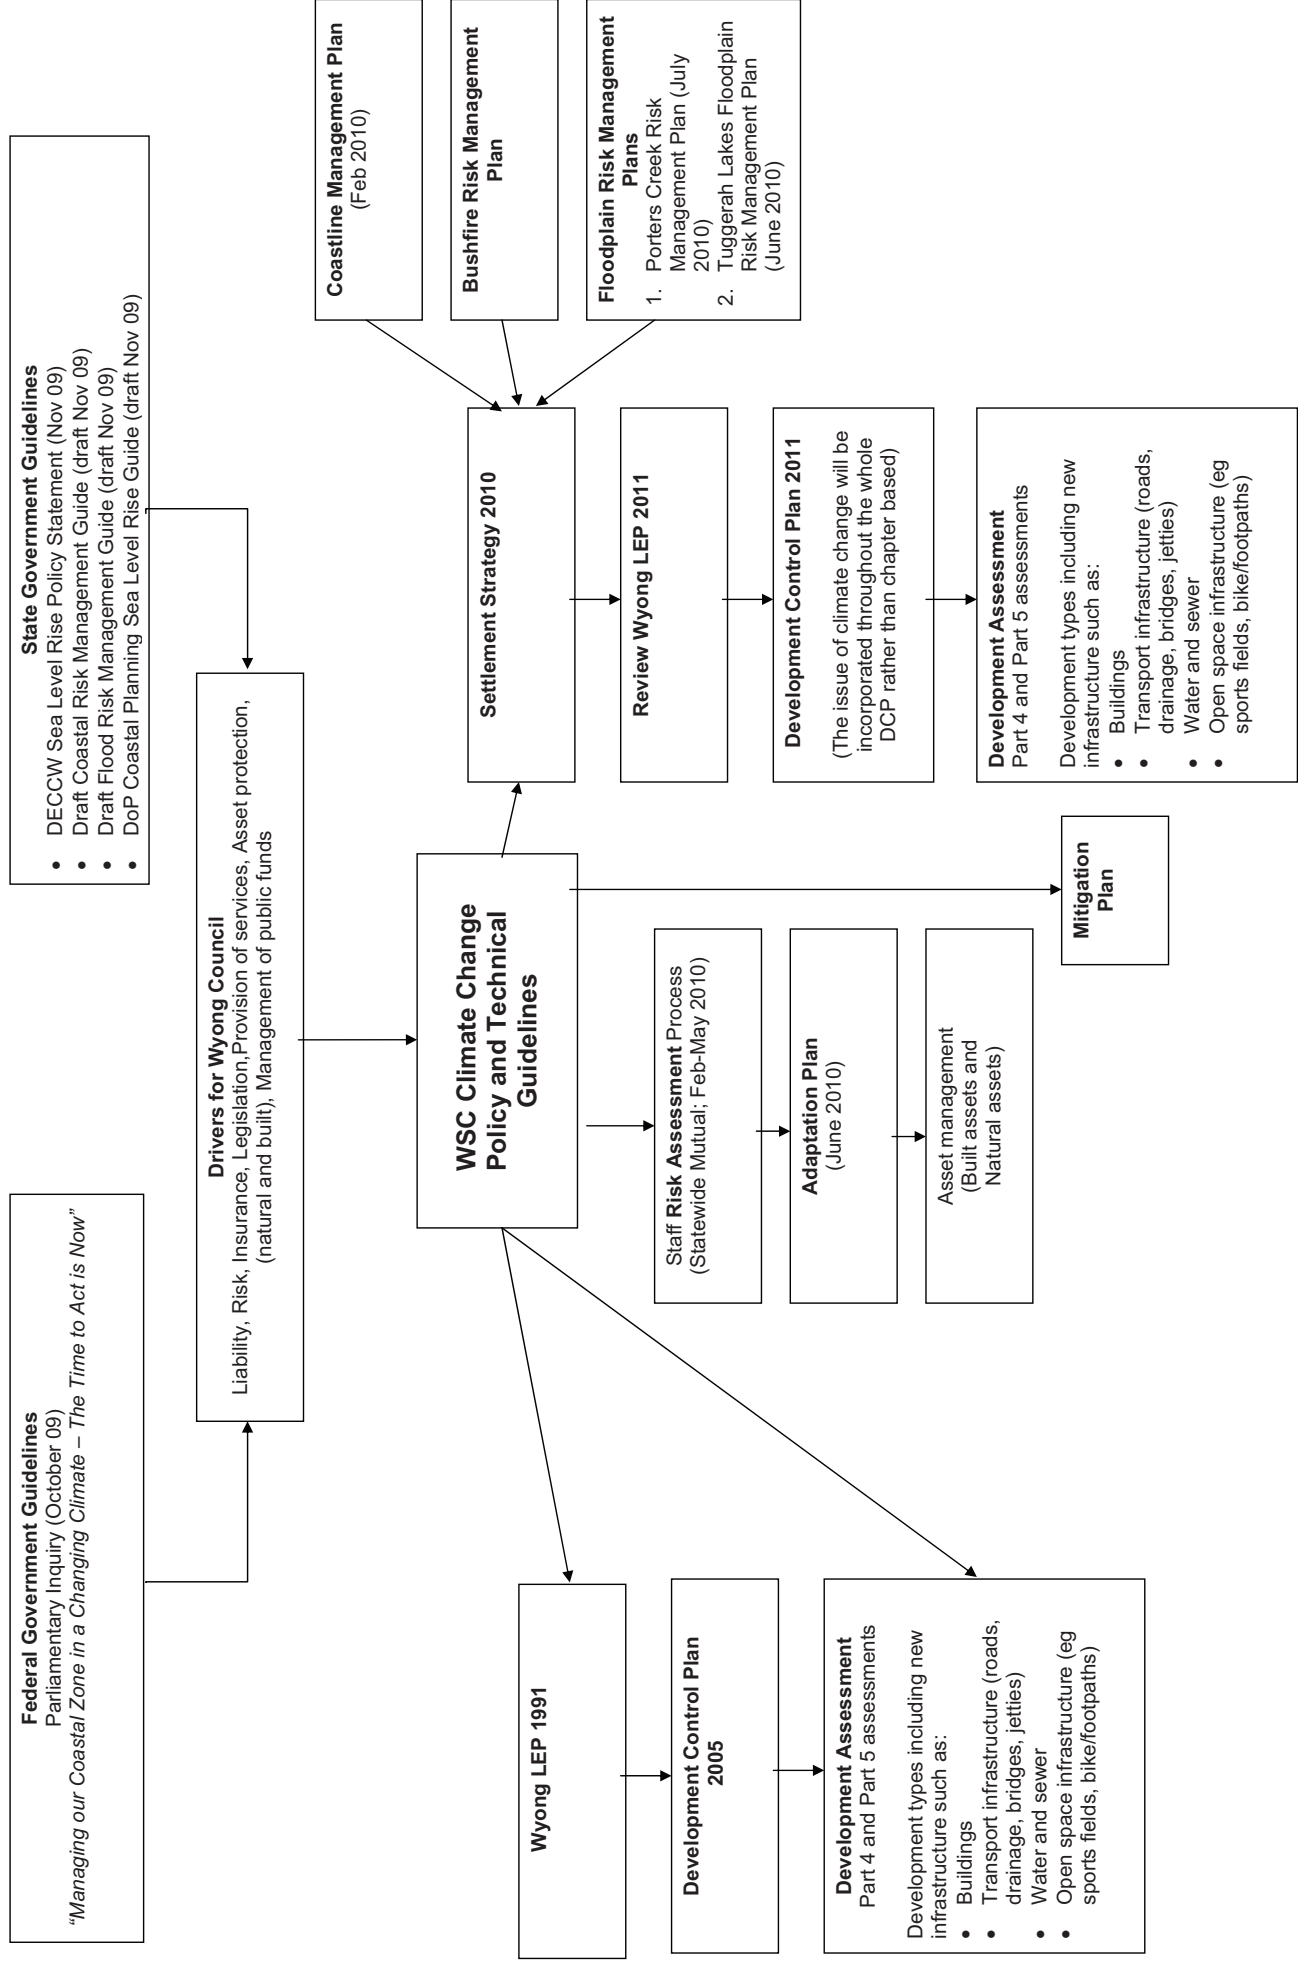 Federal Government Guidelines
Parliamentary Inquiry (October 09)
“Managing our Coastal Zone in a Changing Climate – The Time to Act is Now”
State Government Guidelines
• DECCW Sea Level Rise Policy Statement (Nov 09)
• Draft Coastal Risk Management Guide (draft Nov 09)
• Draft Flood Risk Management Guide (draft Nov 09)
• DoP Coastal Planning Sea Level Rise Guide (draft Nov 09)
Drivers for Wyong Council
Liability, Risk, Insurance, Legislation,Provision of services, Asset protection,
(natural and built), Management of public funds
WSC Climate Change
Policy and Technical
Guidelines
Wyong LEP 1991
Development Control Plan
2005
Development Assessment
Part 4 and Part 5 assessments
Development types including new
infrastructure such as:
• Buildings
• Transport infrastructure (roads,
drainage, bridges, jetties)
• Water and sewer
• Open space infrastructure (eg
sports fields, bike/footpaths)
Staff Risk Assessment Process
(Statewide Mutual; Feb-May 2010)
Adaptation Plan
(June 2010)
Asset management
(Built assets and
Natural assets)
Mitigation
Plan
Settlement Strategy 2010
Review Wyong LEP 2011
Development Control Plan 2011
(The issue of climate change will be
incorporated throughout the whole
DCP rather than chapter based)
Development Assessment
Part 4 and Part 5 assessments
Development types including new
infrastructure such as:
• Buildings
• Transport infrastructure (roads,
drainage, bridges, jetties)
• Water and sewer
• Open space infrastructure (eg
sports fields, bike/footpaths)
Coastline Management Plan
(Feb 2010)
Bushfire Risk Management
Plan
Floodplain Risk Management
Plans
1. Porters Creek Risk
Management Plan (July
2010)
2. Tuggerah Lakes Floodplain
Risk Management Plan
(June 2010)